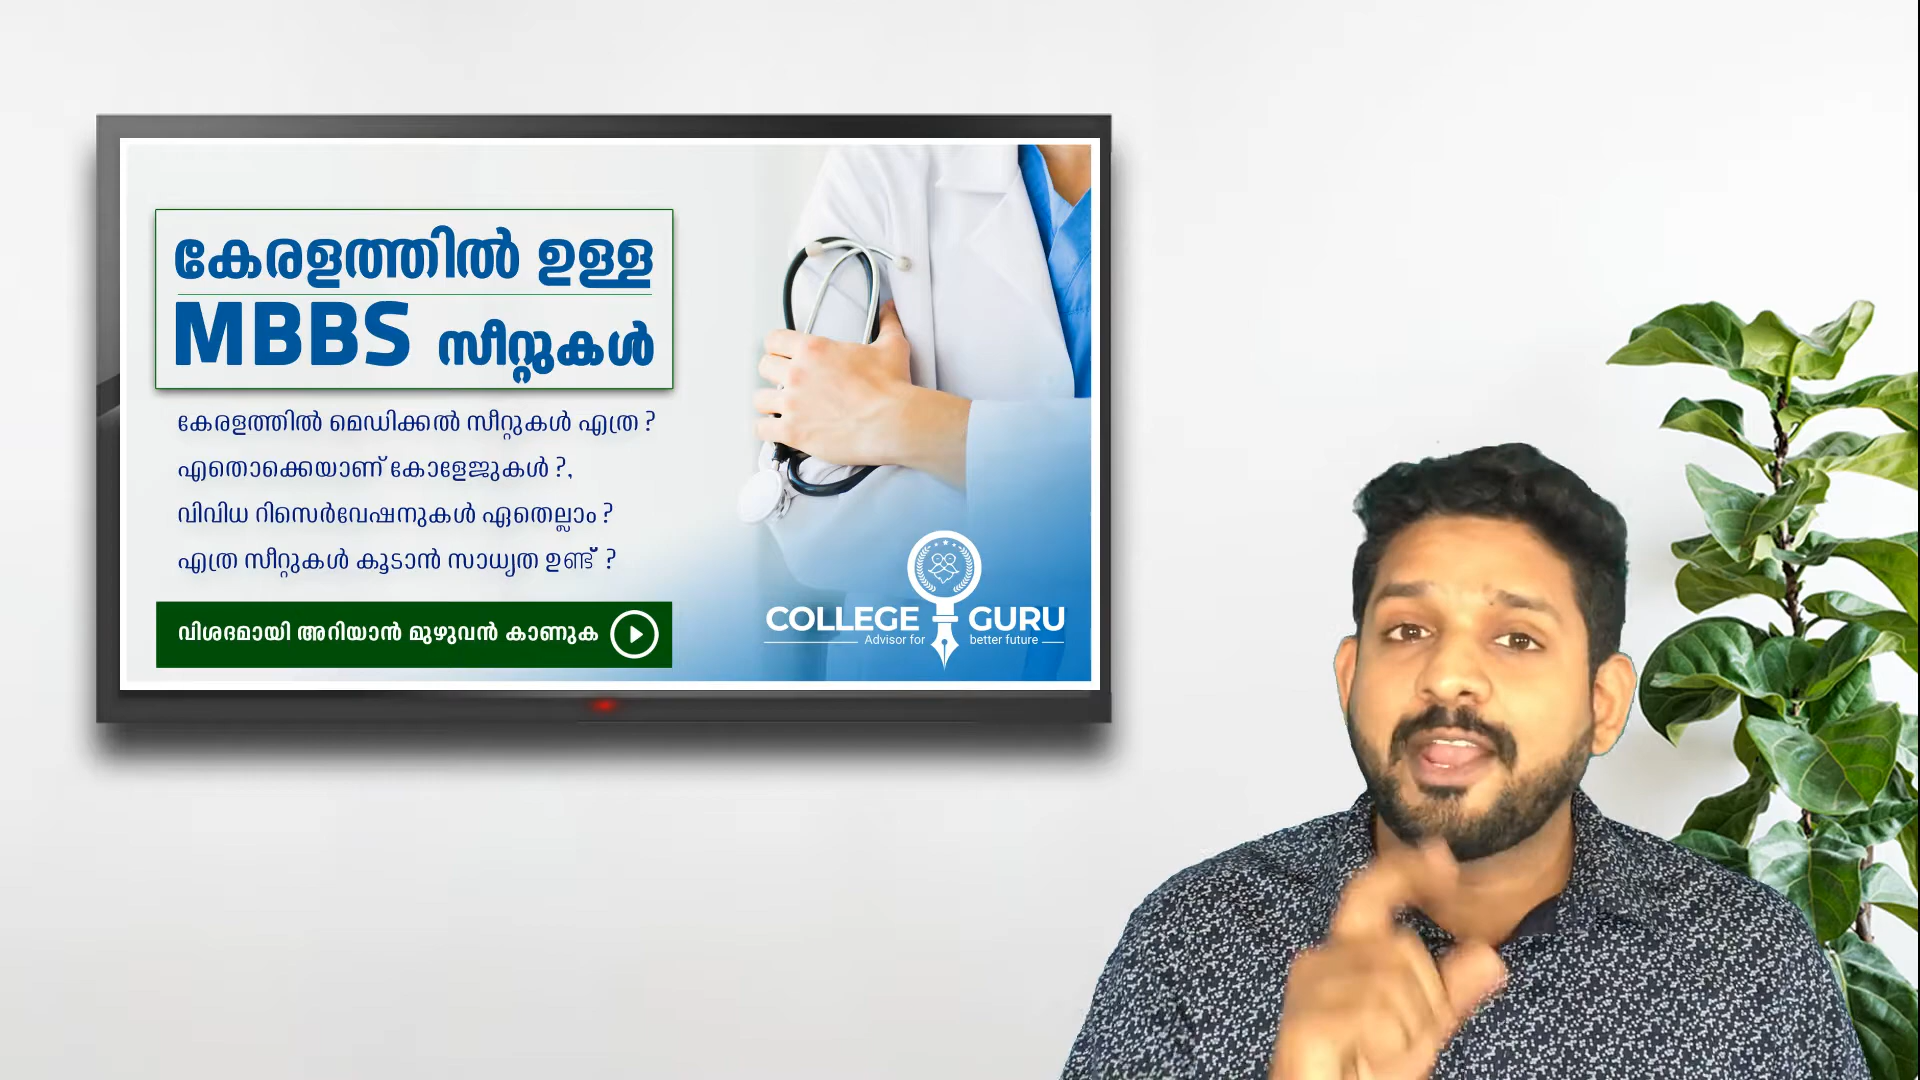 കേരളത്തിൽ ഉള്ള
MBBS സീറ്റുകൾ
കേരളത്തിൽ മെഡിക്കൽ സീറ്റുകൾ എത്ര ?
എതൊക്കെയാണ് കോളേജുകൾ ?,
വിവിധ റിസെർവേഷനുകൾ ഏതെല്ലാം ?
എത്ര സീറ്റുകൾ കൂടാൻ സാധ്യത ഉണ്ട് ?
വിശദമായി അറിയാൻ മുഴുവൻ കാണുക
COLLEGE GURU
Advisor for better future